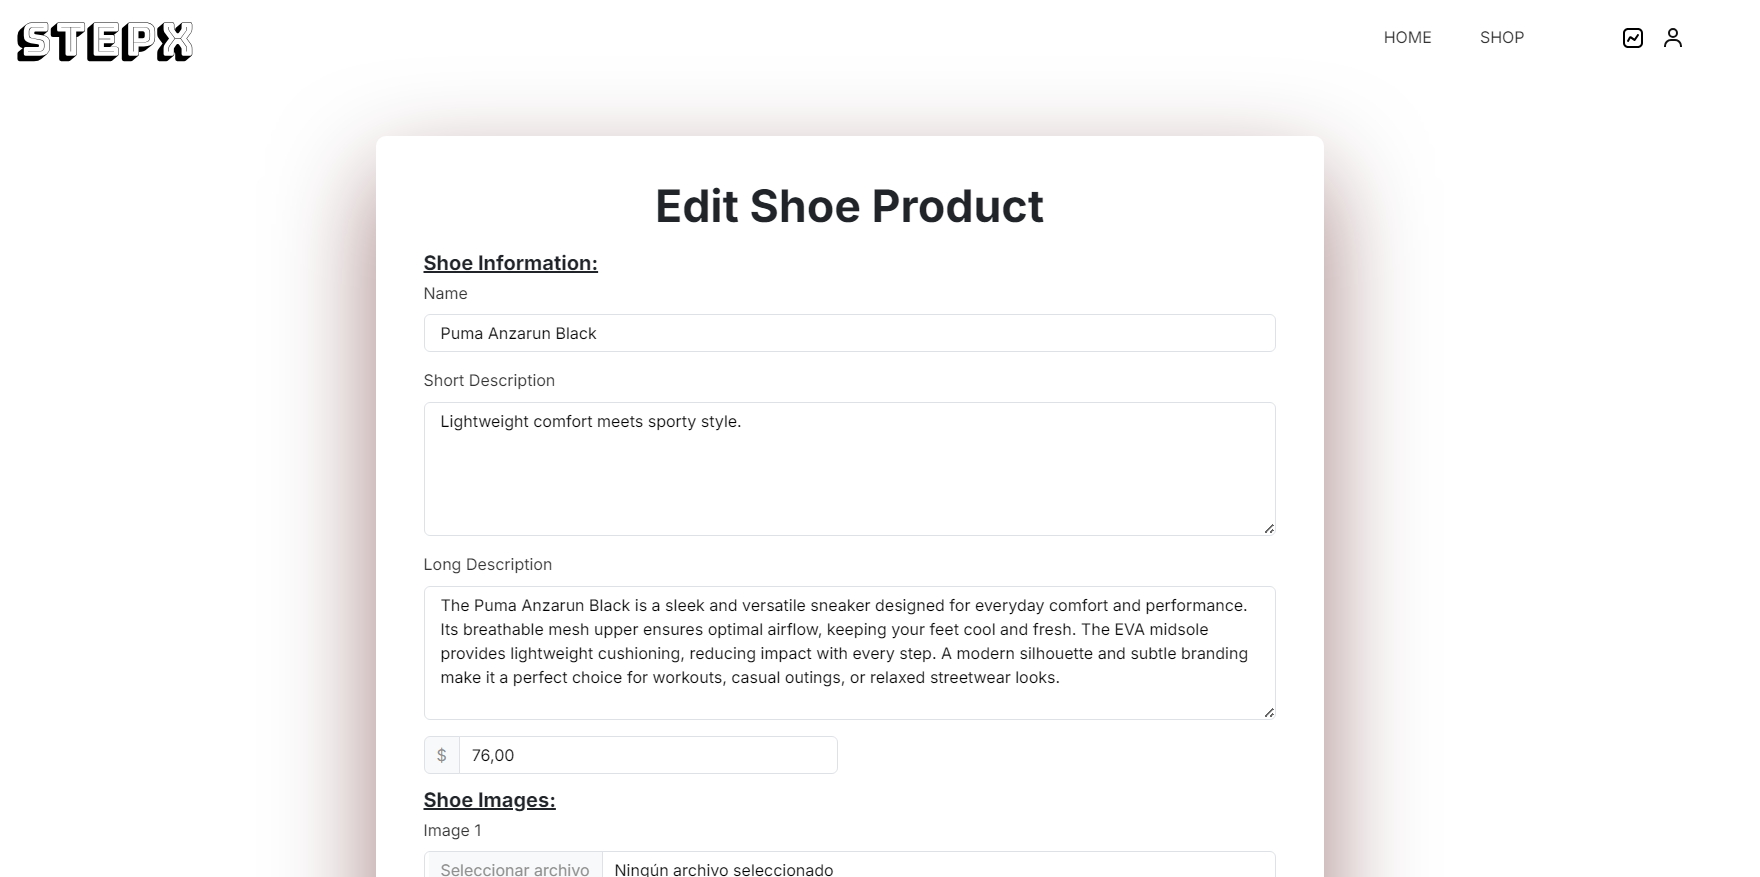 STEPX
HOME
SHOP
Edit Shoe Product
Shoe Information:
Name
Puma Anzarun Black
Short Description
Lightweight comfort meets sporty style.
Long Description
The Puma Anzarun Black is a sleek and versatile sneaker designed for everyday comfort and performance.
Its breathable mesh upper ensures optimal airflow, keeping your feet cool and fresh. The EVA midsole
provides lightweight cushioning, reducing impact with every step. A modern silhouette and subtle branding
make it a perfect choice for workouts, casual outings, or relaxed streetwear looks.
$ 76,00
Shoe Images:
Image 1
Seleccionar archivo Ningún archivo seleccionado